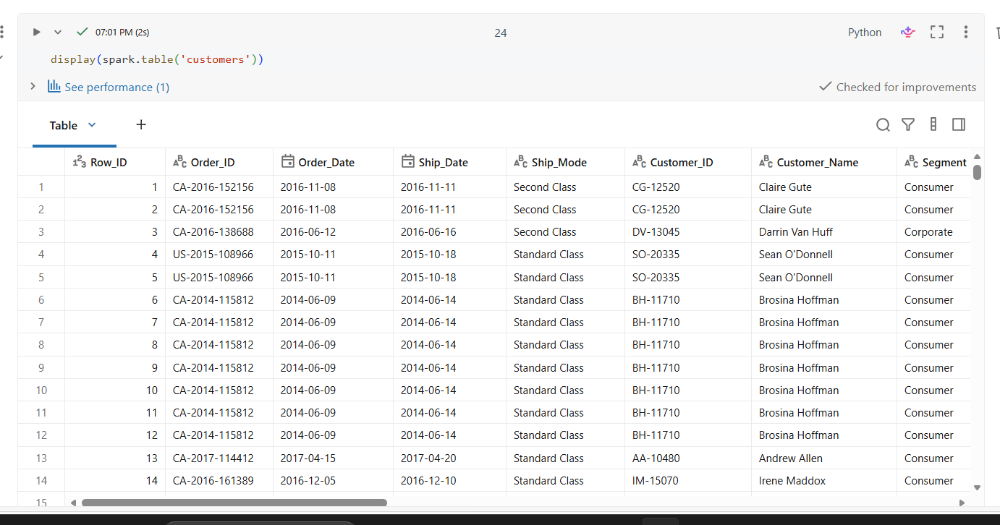 07:01 PM (2s) 24 Python
display(spark.table('customers'))
See performance (1) Checked for improvements
Table +
1 2 3 Row_ID A B C Order_ID Order_Date Ship_Date A B C Ship_Mode A B C Customer_ID A B C Customer_Name A B C Segment
1 1 CA-2016-152156 2016-11-08 2016-11-11 Second Class CG-12520 Claire Gute Consumer
2 2 CA-2016-152156 2016-11-08 2016-11-11 Second Class CG-12520 Claire Gute Consumer
3 3 CA-2016-138688 2016-06-12 2016-06-16 Second Class DV-13045 Darrin Van Huff Corporate
4 4 US-2015-108966 2015-10-11 2015-10-18 Standard Class SO-20335 Sean O'Donnell Consumer
5 5 US-2015-108966 2015-10-11 2015-10-18 Standard Class SO-20335 Sean O'Donnell Consumer
6 6 CA-2014-115812 2014-06-09 2014-06-14 Standard Class BH-11710 Brosina Hoffman Consumer
7 7 CA-2014-115812 2014-06-09 2014-06-14 Standard Class BH-11710 Brosina Hoffman Consumer
8 8 CA-2014-115812 2014-06-09 2014-06-14 Standard Class BH-11710 Brosina Hoffman Consumer
9 9 CA-2014-115812 2014-06-09 2014-06-14 Standard Class BH-11710 Brosina Hoffman Consumer
10 10 CA-2014-115812 2014-06-09 2014-06-14 Standard Class BH-11710 Brosina Hoffman Consumer
11 11 CA-2014-115812 2014-06-09 2014-06-14 Standard Class BH-11710 Brosina Hoffman Consumer
12 12 CA-2014-115812 2014-06-09 2014-06-14 Standard Class BH-11710 Brosina Hoffman Consumer
13 13 CA-2017-114412 2017-04-15 2017-04-20 Standard Class AA-10480 Andrew Allen Consumer
14 14 CA-2016-161389 2016-12-05 2016-12-10 Standard Class IM-15070 Irene Maddox Consumer
15